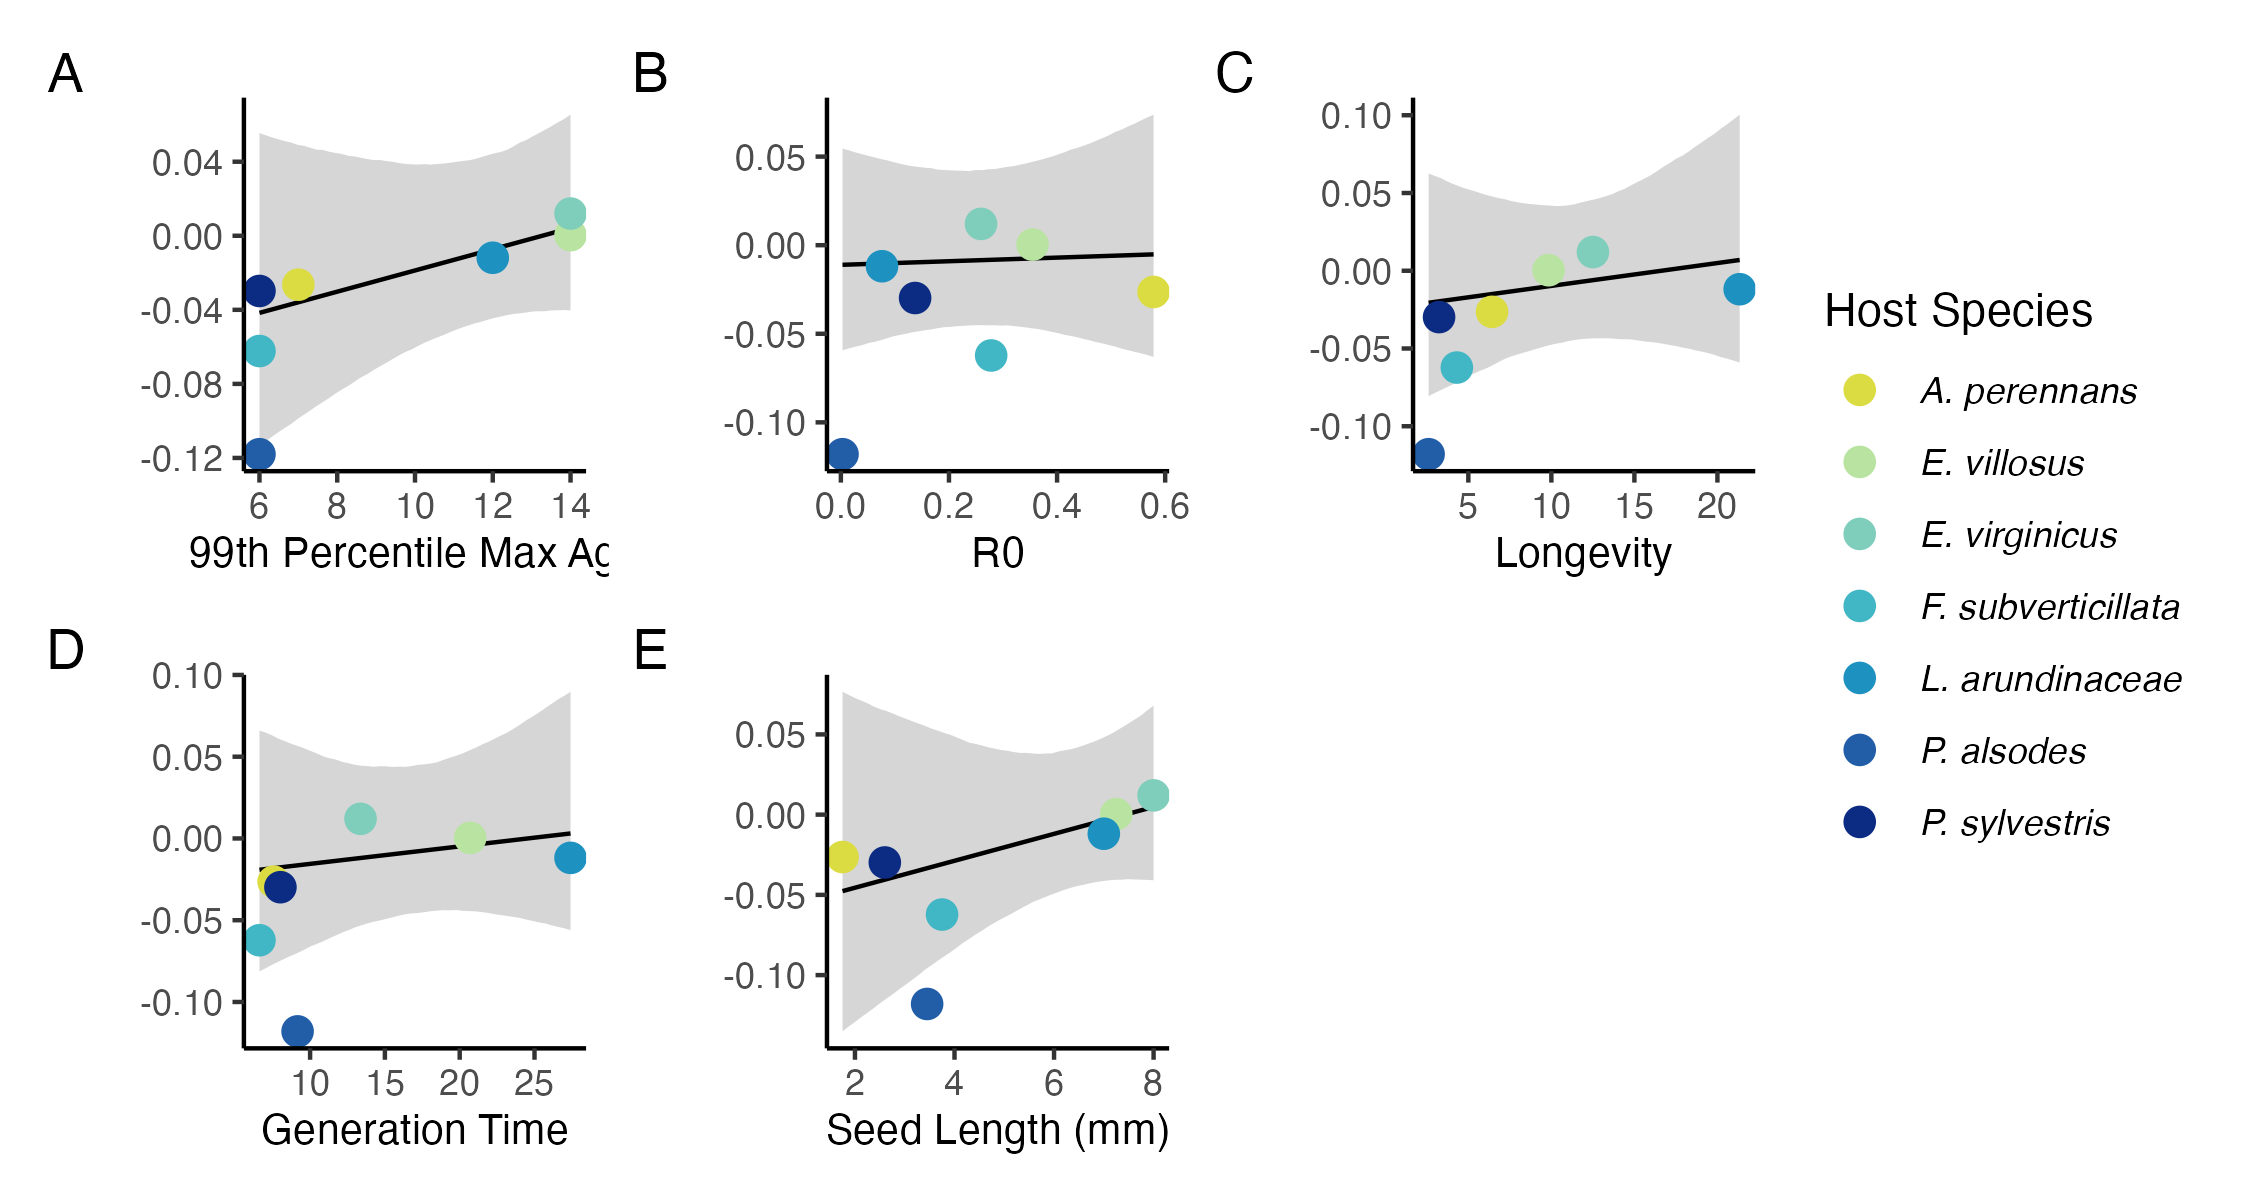 A
0.04
0.00
-0.04
-0.08
-0.12
6 8 10 12 14
99th Percentile Max Ag
B
0.05
0.00
-0.05
-0.10
0.0 0.2 0.4 0.6
R0
C
0.10
0.05
0.00
-0.05
-0.10
5 10 15 20
Longevity
D
0.10
0.05
0.00
-0.05
-0.10
10 15 20 25
Generation Time
E
0.05
0.00
-0.05
-0.10
2 4 6 8
Seed Length (mm)
Host Species
A. perennans
E. villosus
E. virginicus
F. subverticillata
L. arundinaceae
P. alsodes
P. sylvestris